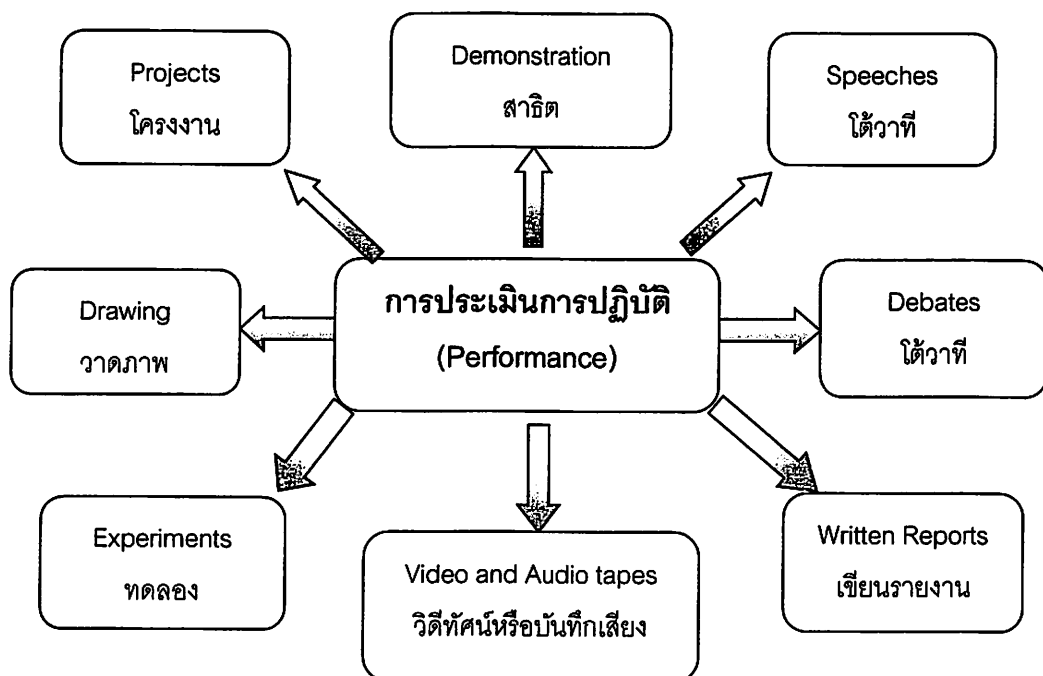 Projects
โครงงาน
Demonstration
สาธิต
Speeches
โต้วาที
Drawing
วาดภาพ
การประเมินการปฏิบัติ
(Performance)
Debates
โต้วาที
Experiments
ทดลอง
Video and Audio tapes
วิดีทัศน์หรือบันทึกเสียง
Written Reports
เขียนรายงาน